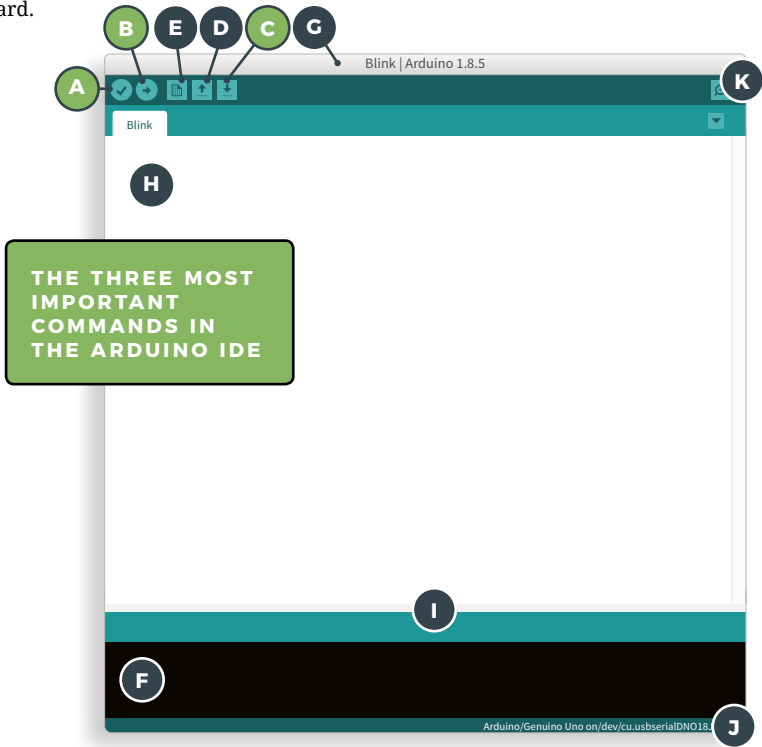 ard.
B E D C G
Blink | Arduino 1.8.5
A
K
Blink
H
THE THREE MOST
IMPORTANT
COMMANDS IN
THE ARDUINO IDE
I
F
Arduino/Genuino Uno on/dev/cu.usbserialDNO18
J